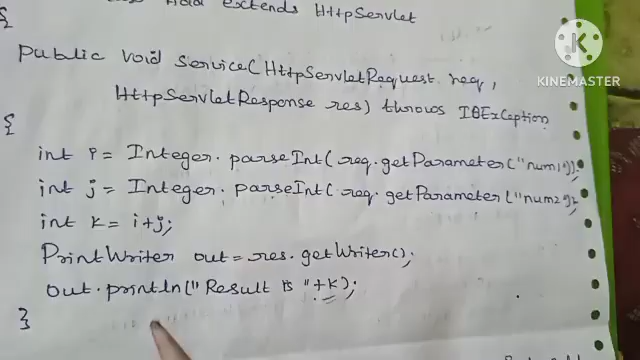 { Add extends HttpServlet
public void service(HttpServletRequest req,
HttpServletResponse res) throws IOException
{
int i = Integer.parseInt(req.getParameter("num1"));
int j = Integer.parseInt(req.getParameter("num2"));
int k = i+j;
PrintWriter out = res.getWriter();
out.println("Result is "+k);
}
KINEMASTER